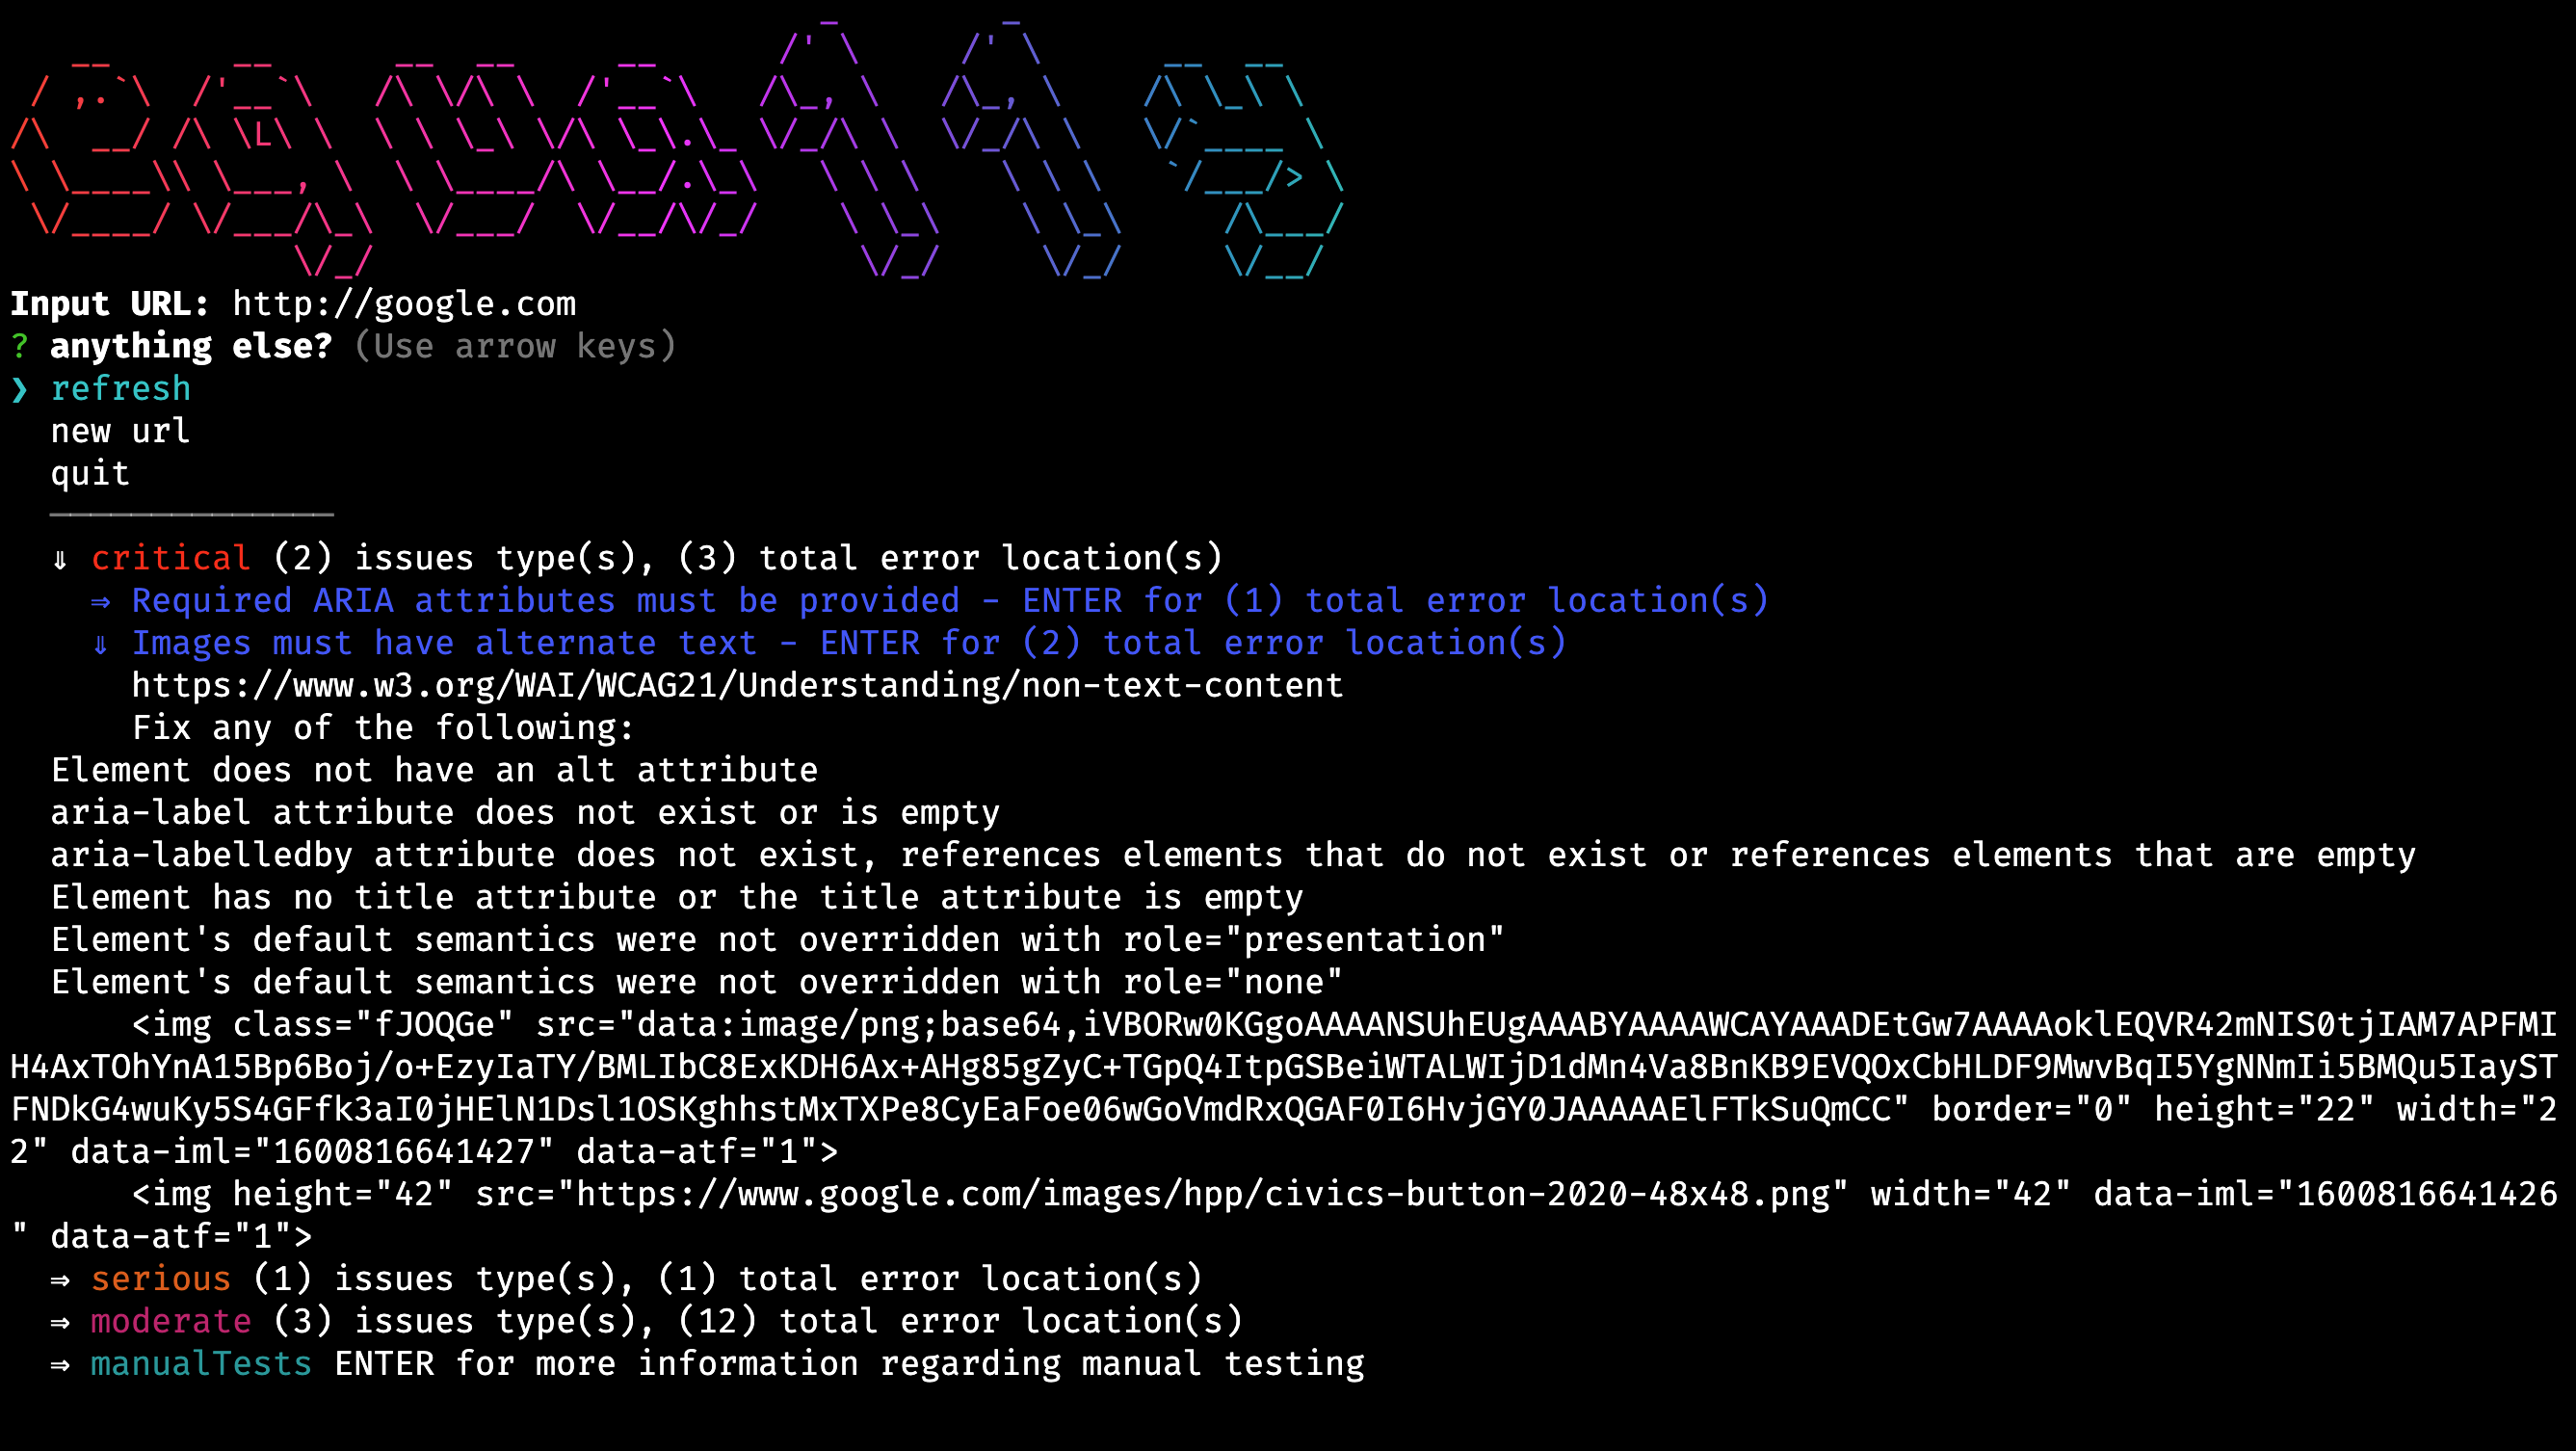 equa11y
Input URL: http://google.com
? anything else? (Use arrow keys)
❯ refresh
new url
quit
──────────────
⇓ critical (2) issues type(s), (3) total error location(s)
⇒ Required ARIA attributes must be provided - ENTER for (1) total error location(s)
⇓ Images must have alternate text - ENTER for (2) total error location(s)
https://www.w3.org/WAI/WCAG21/Understanding/non-text-content
Fix any of the following:
Element does not have an alt attribute
aria-label attribute does not exist or is empty
aria-labelledby attribute does not exist, references elements that do not exist or references elements that are empty
Element has no title attribute or the title attribute is empty
Element's default semantics were not overridden with role="presentation"
Element's default semantics were not overridden with role="none"
<img class="fJOQGe" src="data:image/png;base64,iVBORw0KGgoAAAANSUhEUgAAABYAAAAWCAYAAADEtGw7AAAAoklEQVR42mNIS0tjIAM7APFMI
H4AxTOhYnA15Bp6Boj/o+EzyIaTY/BMLIbC8ExKDH6Ax+AHg85gZyC+TGpQ4ItpGSBeiWTALWIjD1dMn4Va8BnKB9EVQOxCbHLDF9MwvBqI5YgNNmIi5BMQu5IayST
FNDkG4wuKy5S4GFfk3aI0jHElN1Dsl1OSKghhstMxTXPe8CyEaFoe06wGoVmdRxQGAF0I6HvjGY0JAAAAAElFTkSuQmCC" border="0" height="22" width="2
2" data-iml="1600816641427" data-atf="1">
<img height="42" src="https://www.google.com/images/hpp/civics-button-2020-48x48.png" width="42" data-iml="1600816641426
" data-atf="1">
⇒ serious (1) issues type(s), (1) total error location(s)
⇒ moderate (3) issues type(s), (12) total error location(s)
⇒ manualTests ENTER for more information regarding manual testing